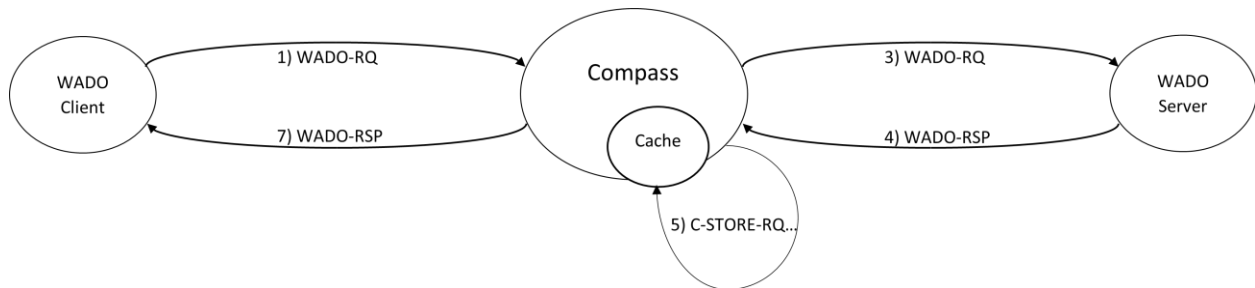 1) WADO-RQ
3) WADO-RQ
Compass
WADO
Client
WADO
Server
7) WADO-RSP
Cache
4) WADO-RSP
5) C-STORE-RQ...